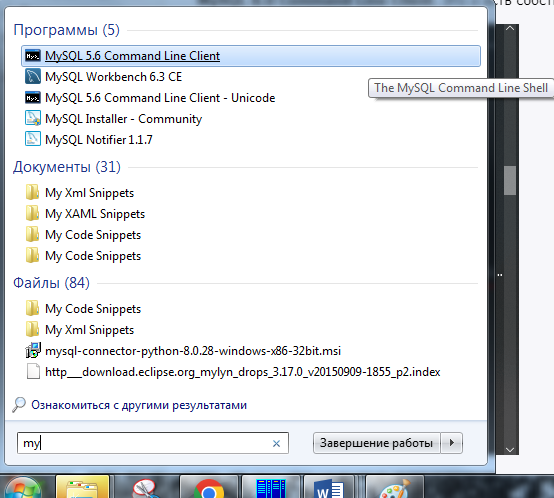 Программы (5)
MySQL 5.6 Command Line Client
MySQL Workbench 6.3 CE
The MySQL Command Line Shell
MySQL 5.6 Command Line Client - Unicode
MySQL Installer - Community
MySQL Notifier 1.1.7
Документы (31)
My Xml Snippets
My XAML Snippets
My Code Snippets
My Code Snippets
Файлы (84)
My Code Snippets
My Xml Snippets
mysql-connector-python-8.0.28-windows-x86-32bit.msi
http___download.eclipse.org_mylyn_drops_3.17.0_v20150909-1855_p2.index
Ознакомиться с другими результатами
my
Завершение работы